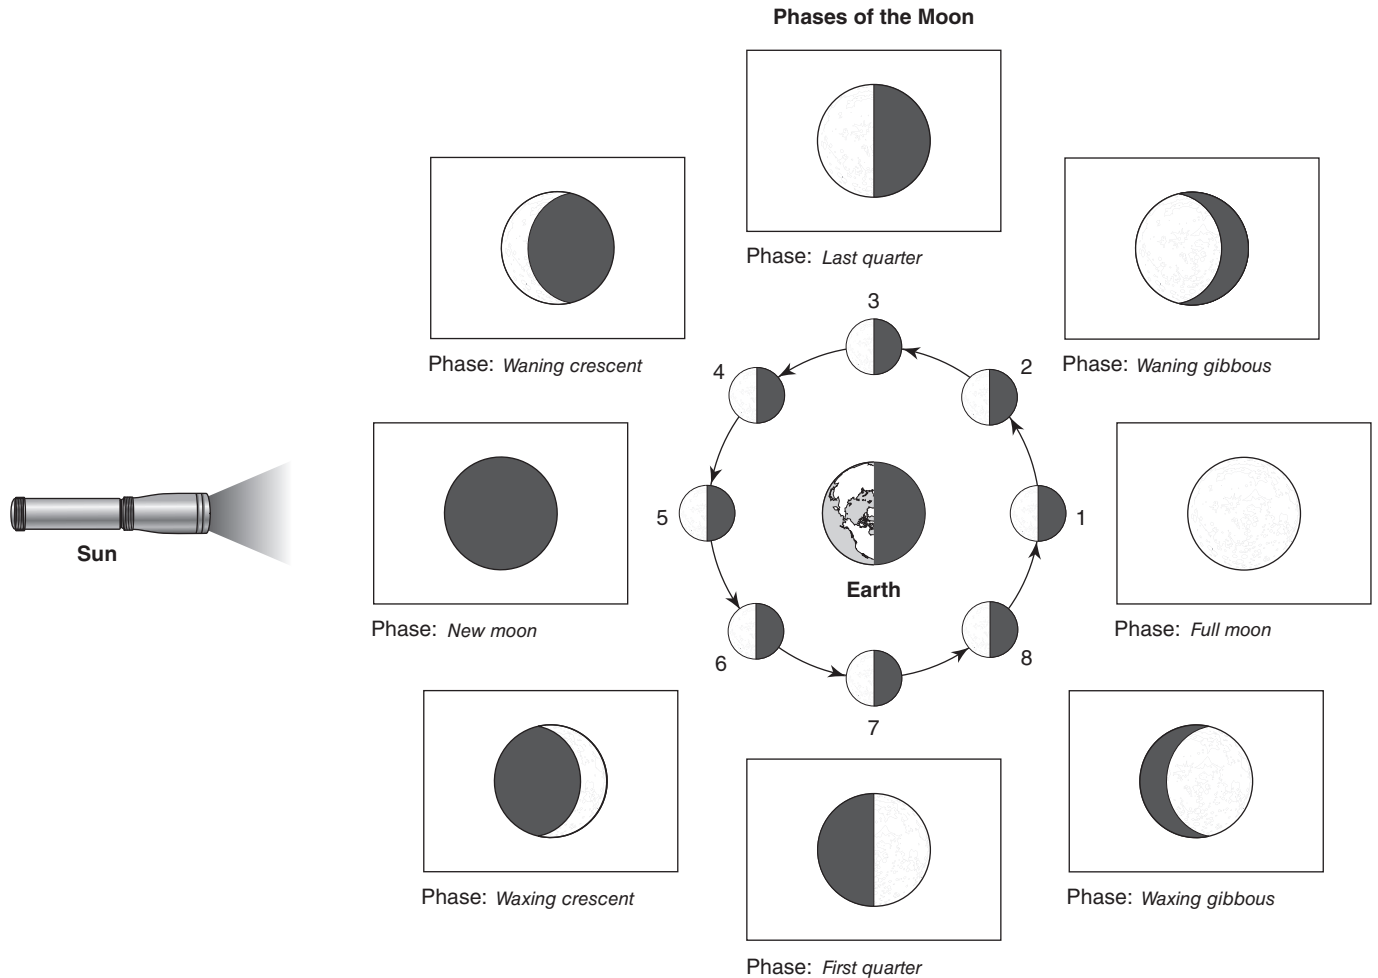 Phases of the Moon
Phase: Last quarter
Phase: Waning crescent
Phase: Waning gibbous
3
4
2
5
1
Sun
Earth
Phase: New moon
Phase: Full moon
6
8
7
Phase: Waxing crescent
Phase: Waxing gibbous
Phase: First quarter